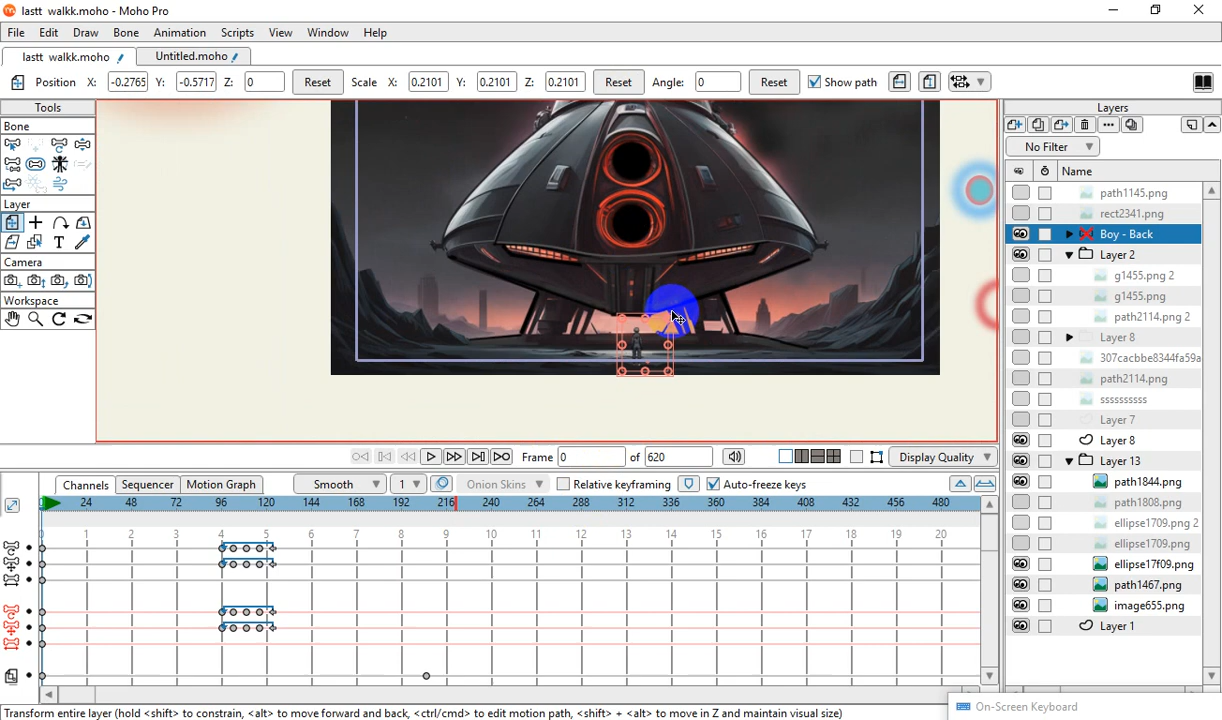 lastt  walkk.moho - Moho Pro
File Edit Draw Bone Animation Scripts View Window Help
lastt  walkk.moho Untitled.moho
Position X: -0.2765 Y: -0.5717 Z: 0 Reset Scale X: 0.2101 Y: 0.2101 Z: 0.2101 Reset Angle: 0 Reset Show path
Tools
Bone
Layer
T
Camera
Workspace
Layers
No Filter
Name
path1145.png
rect2341.png
Boy - Back
Layer 2
g1455.png 2
g1455.png
path2114.png 2
Layer 8
307cacbbe8344fa59a
path2114.png
ssssssssss
Layer 7
Layer 8
Layer 13
path1844.png
path1808.png
ellipse1709.png 2
ellipse1709.png
ellipse17f09.png
path1467.png
image655.png
Layer 1
Frame 0 of 620 Display Quality
Channels Sequencer Motion Graph Smooth 1 Onion Skins Relative keyframing Auto-freeze keys
24 48 72 96 120 144 168 192 216 240 264 288 312 336 360 384 408 432 456 480
0 1 2 3 4 5 6 7 8 9 10 11 12 13 14 15 16 17 18 19 20
Transform entire layer (hold <shift> to constrain, <alt> to move forward and back, <ctrl/cmd> to edit motion path, <shift> + <alt> to move in Z and maintain visual size)
On-Screen Keyboard